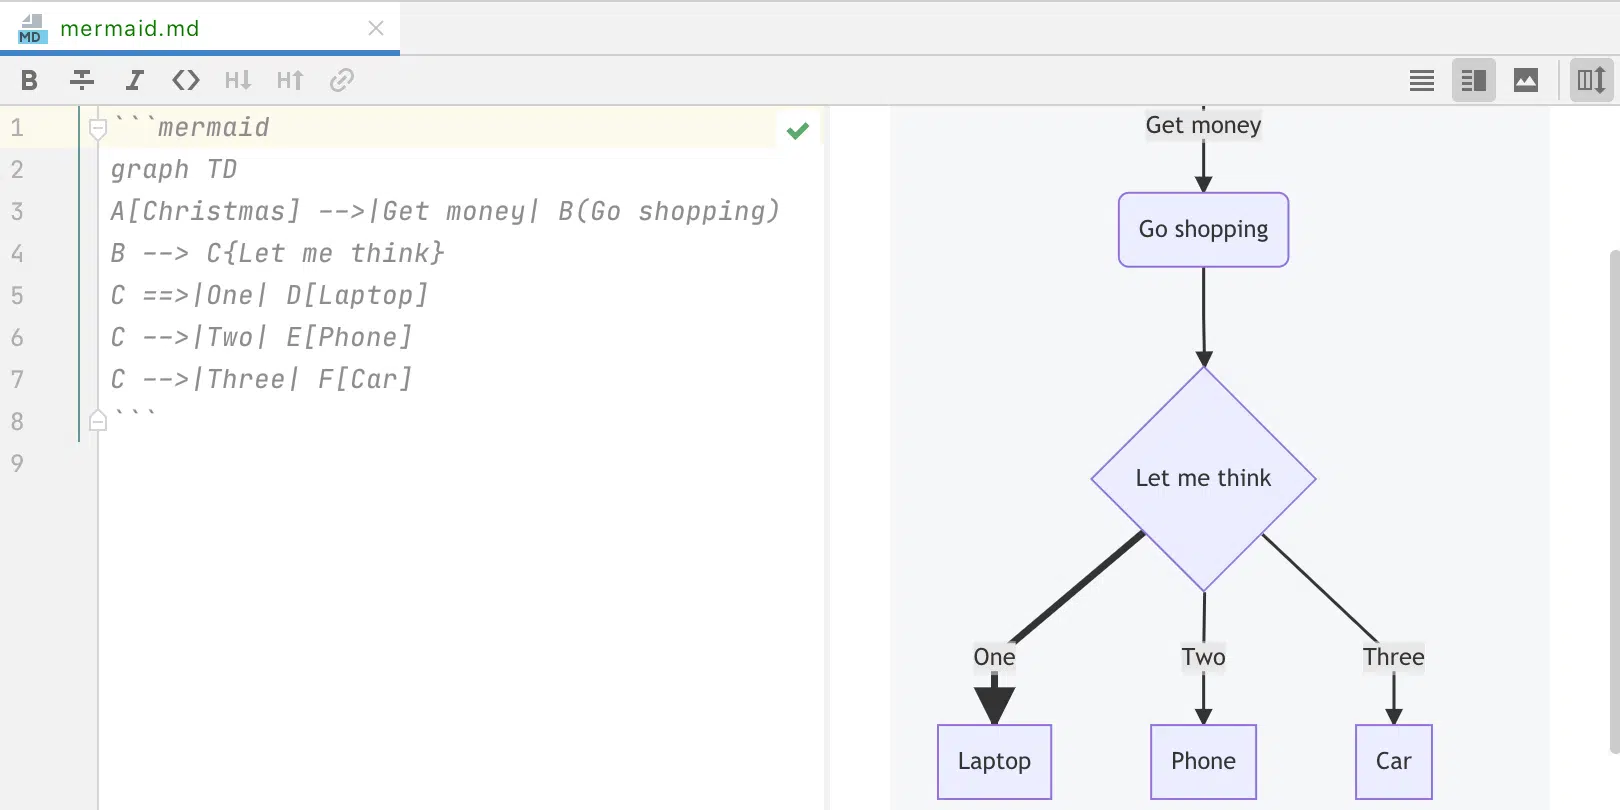 mermaid.md
MD
B I <> H↓ H↑
1 ```mermaid
2 graph TD
3 A[Christmas] -->|Get money| B(Go shopping)
4 B --> C{Let me think}
5 C ==>|One| D[Laptop]
6 C -->|Two| E[Phone]
7 C -->|Three| F[Car]
8 ```
9
Get money
Go shopping
Let me think
One Two Three
Laptop Phone Car